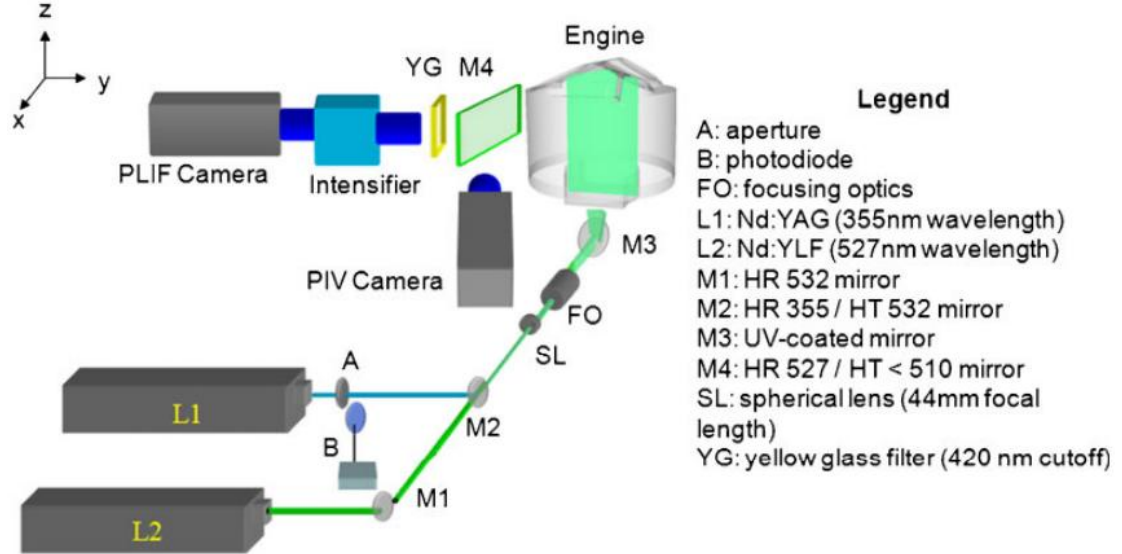 z
y
x
Engine
YG M4
PLIF Camera
Intensifier
M3
PIV Camera
FO
SL
A
L1
M2
B
M1
L2
Legend
A: aperture
B: photodiode
FO: focusing optics
L1: Nd:YAG (355nm wavelength)
L2: Nd:YLF (527nm wavelength)
M1: HR 532 mirror
M2: HR 355 / HT 532 mirror
M3: UV-coated mirror
M4: HR 527 / HT < 510 mirror
SL: spherical lens (44mm focal
length)
YG: yellow glass filter (420 nm cutoff)